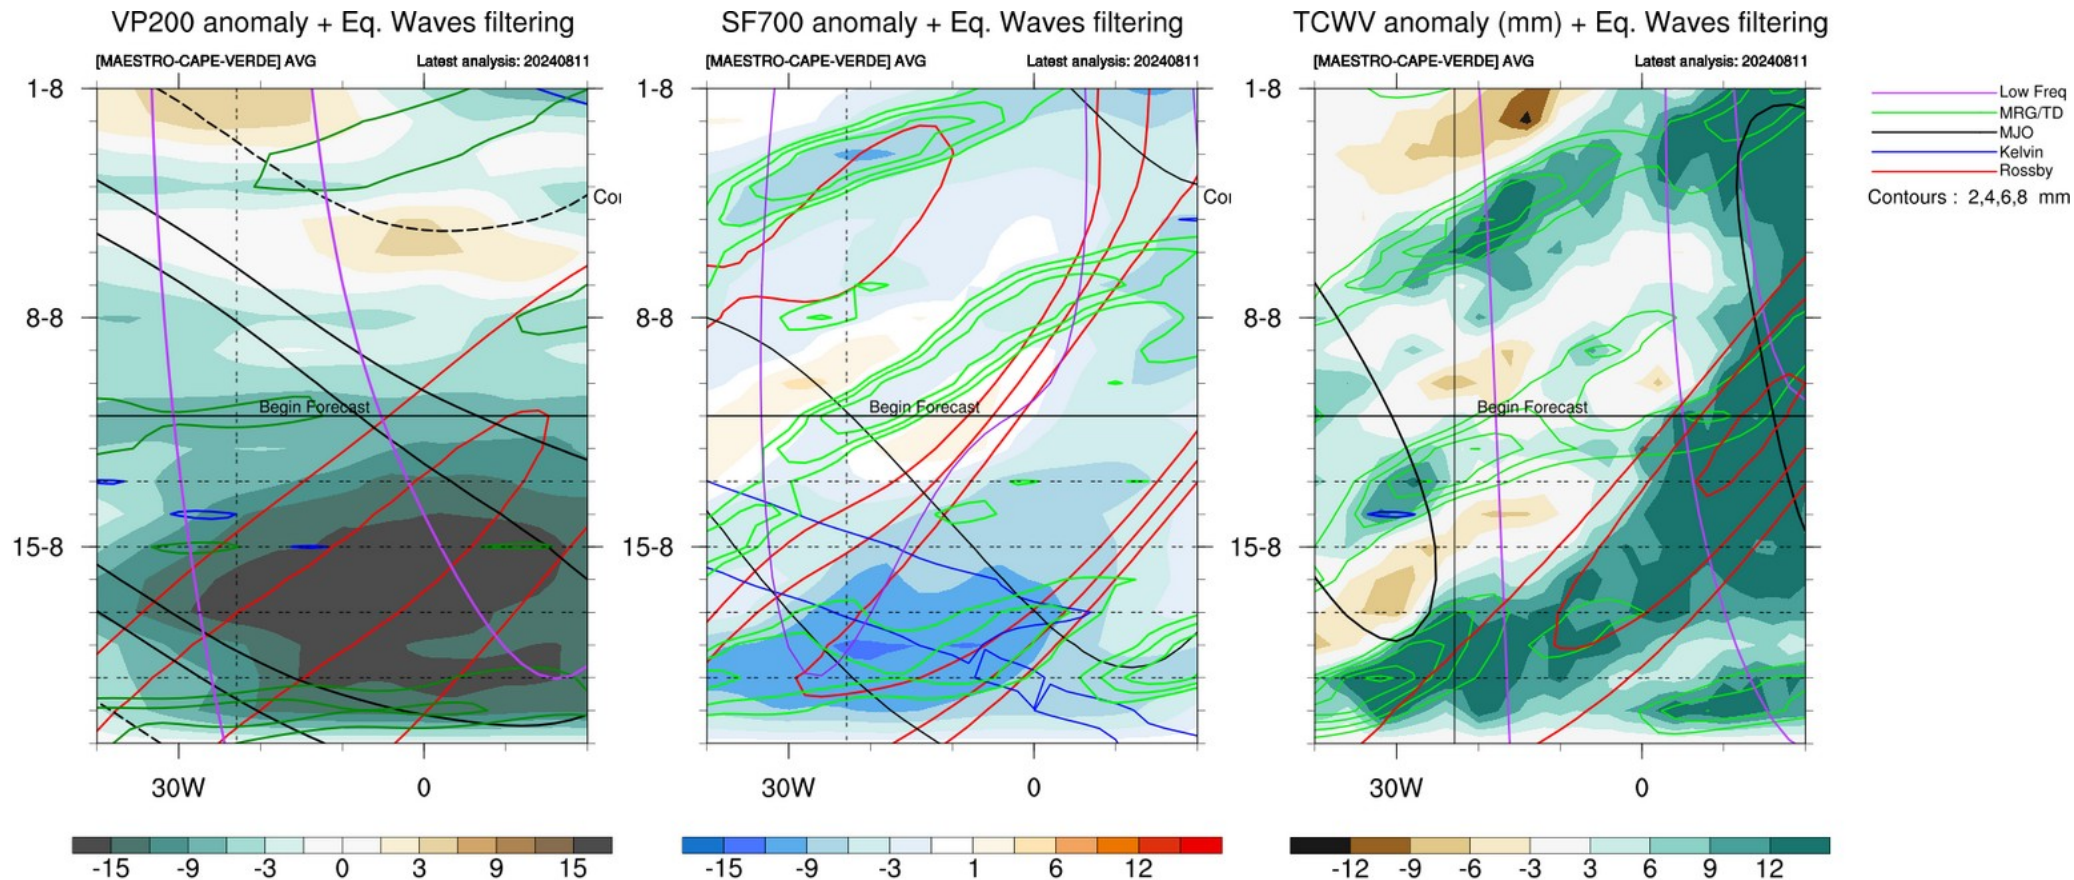 VP200 anomaly + Eq. Waves filtering
[MAESTRO-CAPE-VERDE] AVG
Latest analysis: 20240811
1-8
8-8
15-8
Coi
Begin Forecast
30W
0
-15 -9 -3 0 3 9 15
SF700 anomaly + Eq. Waves filtering
[MAESTRO-CAPE-VERDE] AVG
Latest analysis: 20240811
1-8
8-8
15-8
Coi
Begin Forecast
30W
0
-15 -9 -3 1 6 12
TCWV anomaly (mm) + Eq. Waves filtering
[MAESTRO-CAPE-VERDE] AVG
Latest analysis: 20240811
1-8
8-8
15-8
Begin Forecast
30W
0
-12 -9 -6 -3 3 6 9 12
Low Freq
MRG/TD
MJO
Kelvin
Rossby
Contours : 2,4,6,8 mm